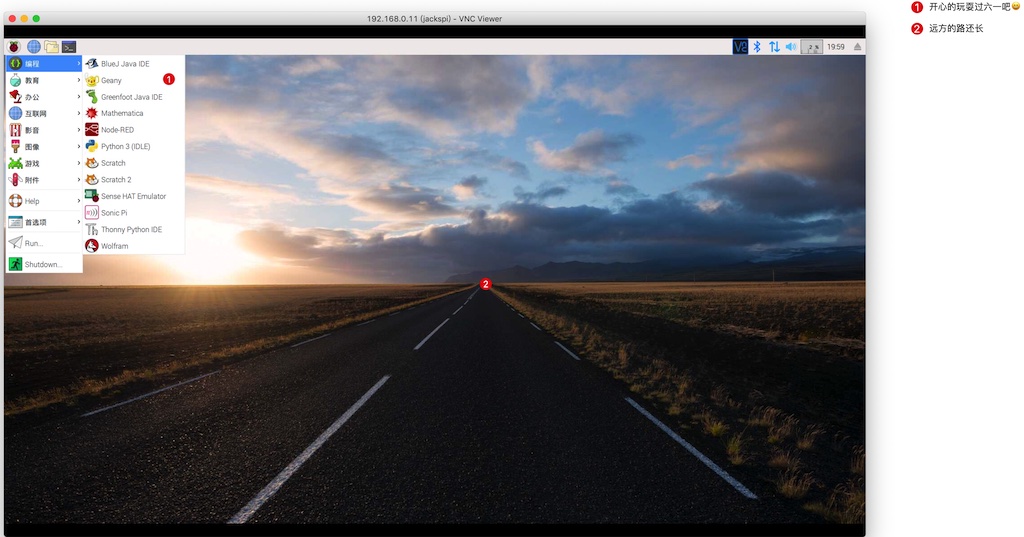 192.168.0.11 (jackspi) - VNC Viewer
2 %
19:59
编程
教育
办公
互联网
影音
图像
游戏
附件
Help
首选项
Run...
Shutdown...
BlueJ Java IDE
Geany
Greenfoot Java IDE
Mathematica
Node-RED
Python 3 (IDLE)
Scratch
Scratch 2
Sense HAT Emulator
Sonic Pi
Thonny Python IDE
Wolfram
1
2
1 开心的玩耍过六一吧😄
2 远方的路还长